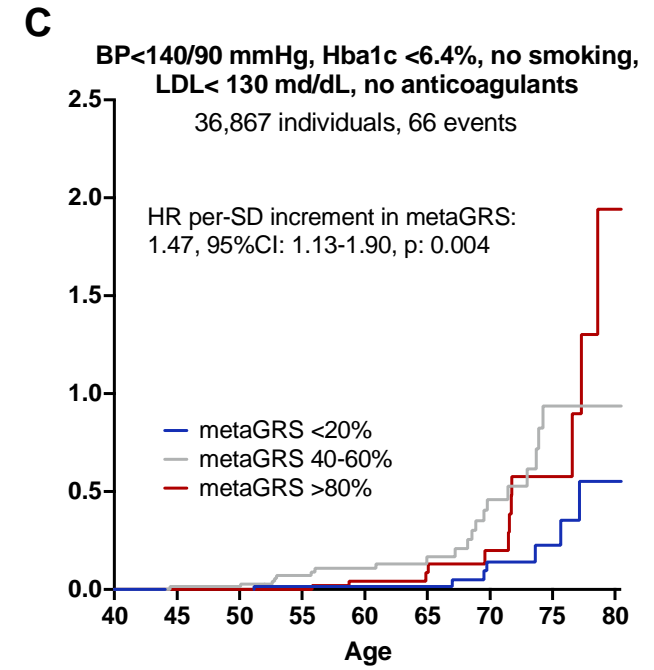 C
BP<140/90 mmHg, Hba1c <6.4%, no smoking,
LDL< 130 md/dL, no anticoagulants
36,867 individuals, 66 events
HR per-SD increment in metaGRS:
1.47, 95%CI: 1.13-1.90, p: 0.004
2.5
2.0
1.5
1.0
0.5
0.0
metaGRS <20%
metaGRS 40-60%
metaGRS >80%
40 45 50 55 60 65 70 75 80
Age